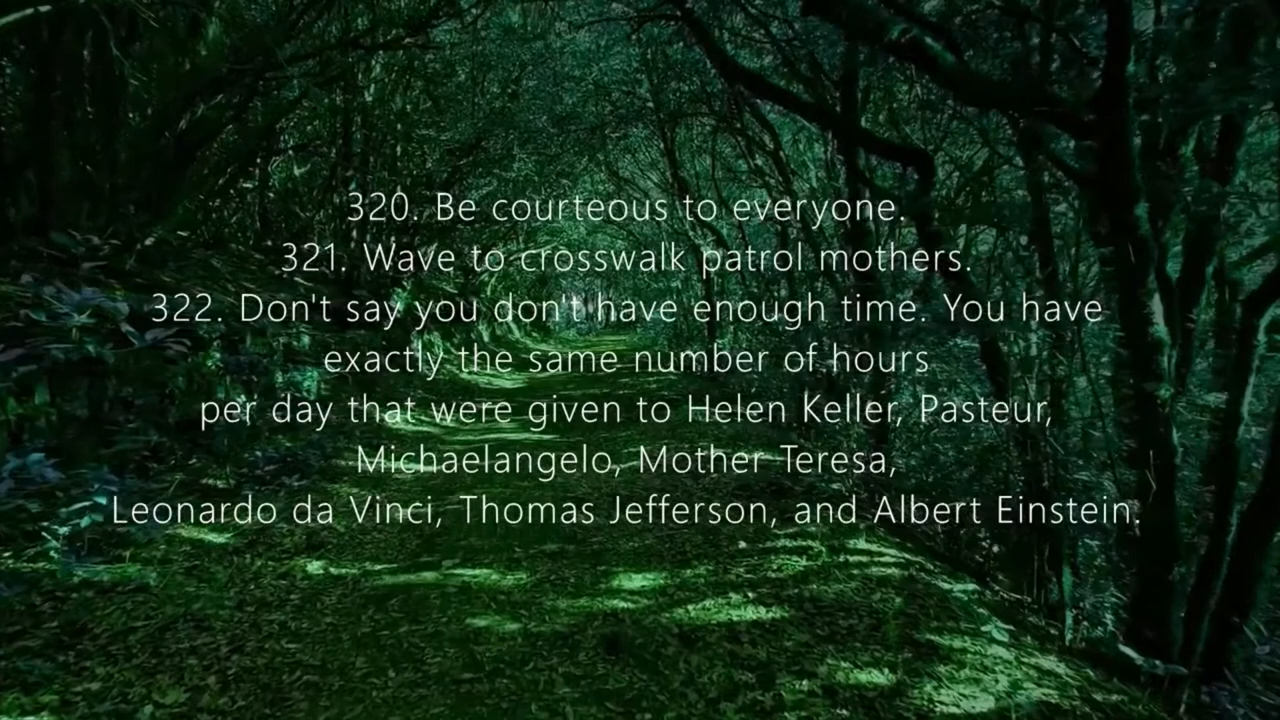 320. Be courteous to everyone.
321. Wave to crosswalk patrol mothers.
322. Don't say you don't have enough time. You have
exactly the same number of hours
per day that were given to Helen Keller, Pasteur,
Michaelangelo, Mother Teresa,
Leonardo da Vinci, Thomas Jefferson, and Albert Einstein.